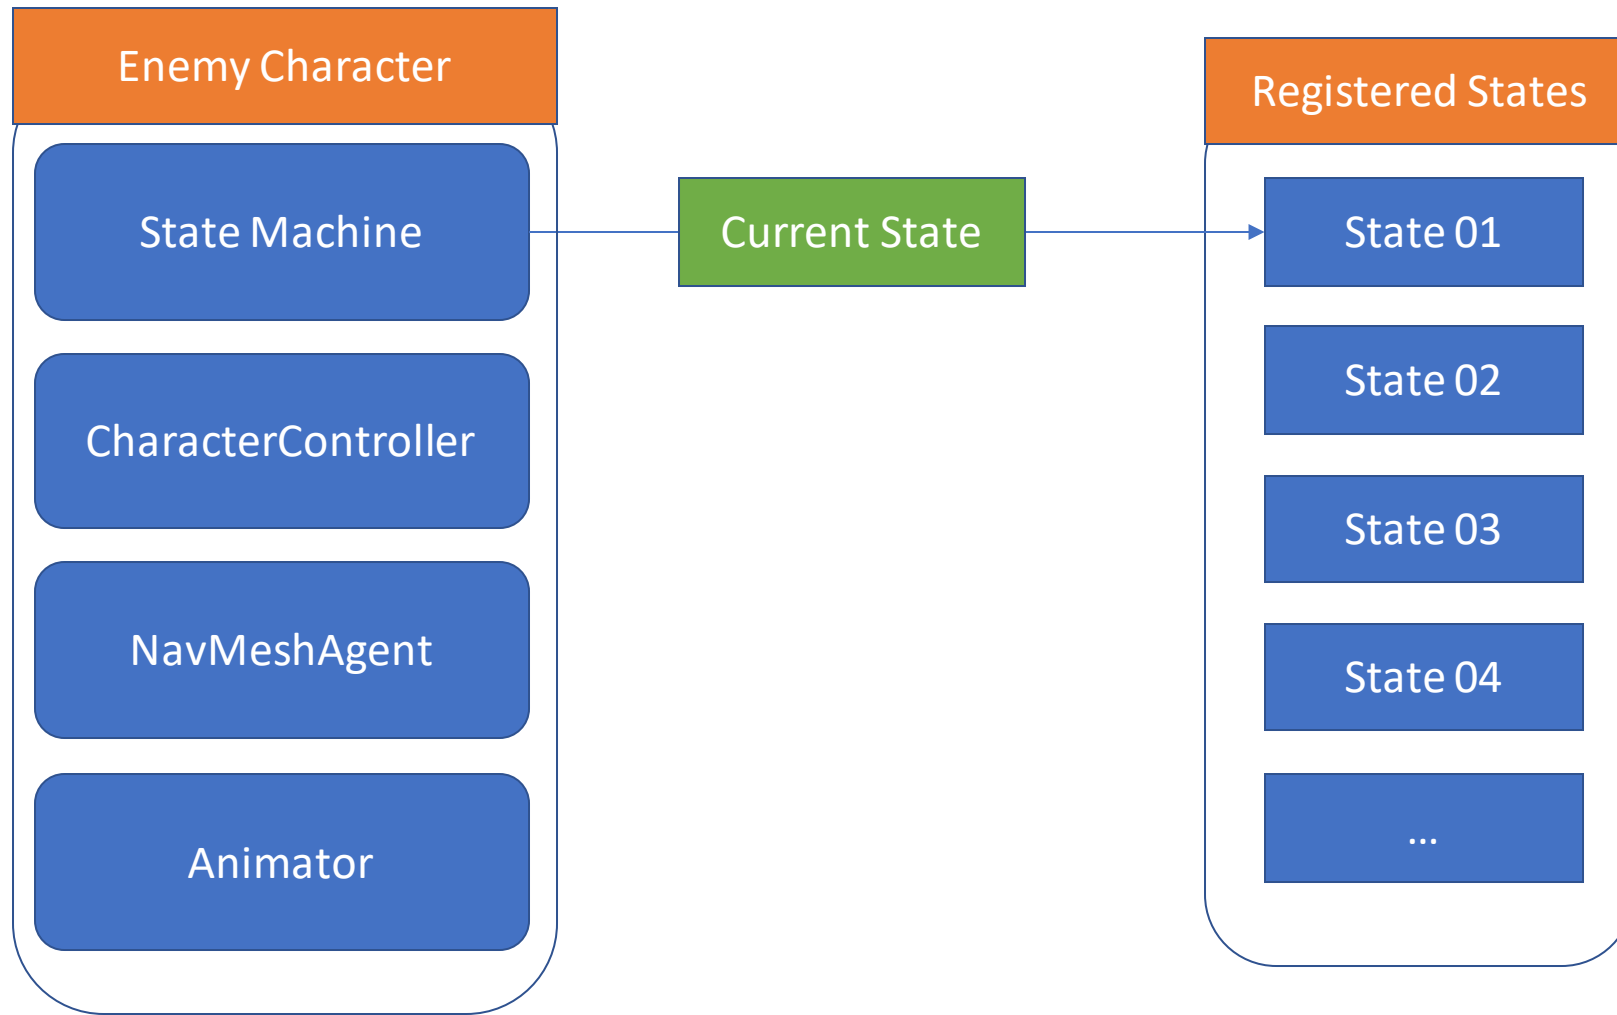 Enemy Character
State Machine
CharacterController
NavMeshAgent
Animator
Current State
Registered States
State 01
State 02
State 03
State 04
...